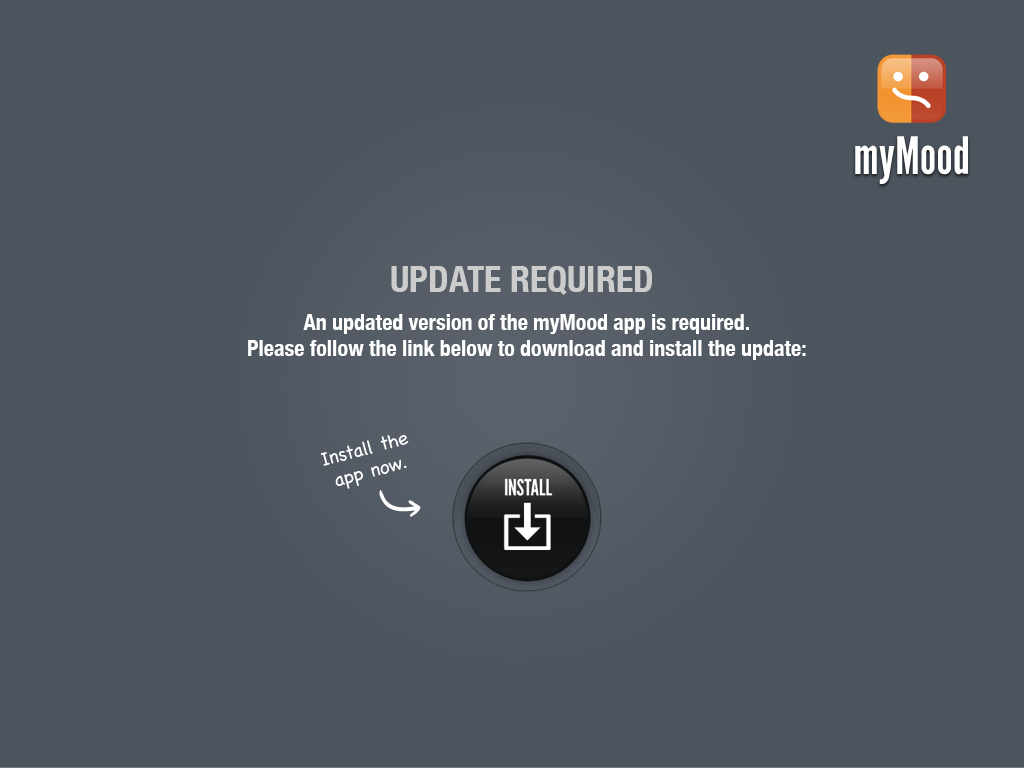 myMood
UPDATE REQUIRED
An updated version of the myMood app is required.
Please follow the link below to download and install the update:
Install the
app now.
INSTALL